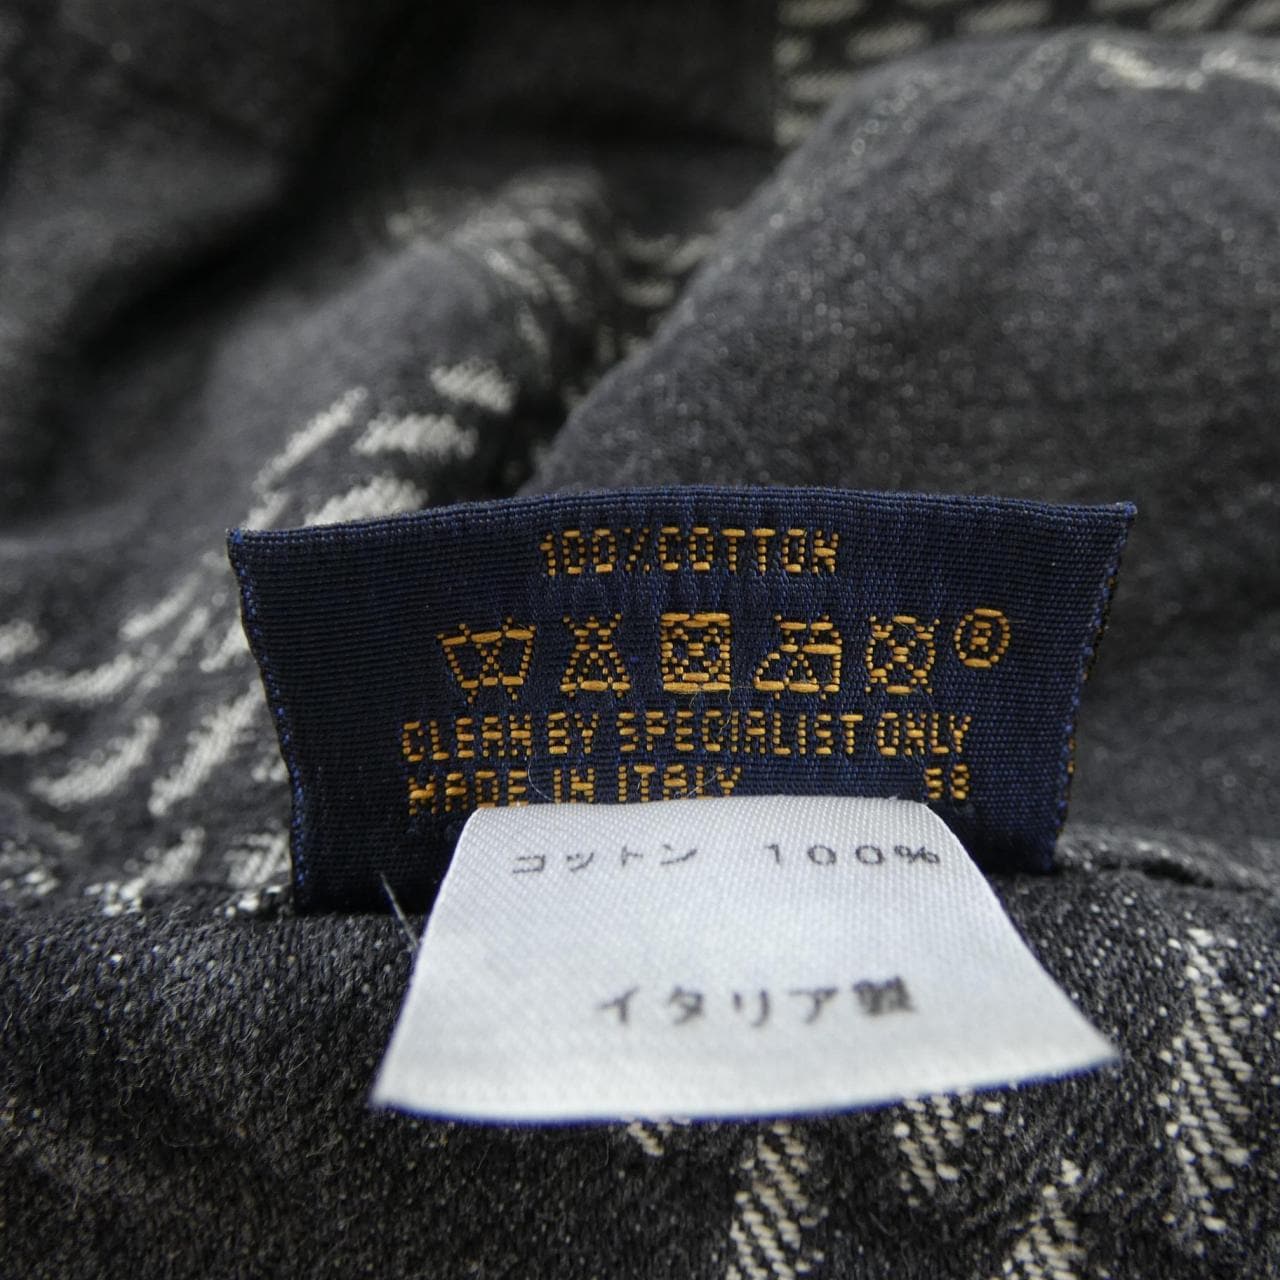 100% COTTON
®
CLEAN BY SPECIALIST ONLY
MADE IN ITALY 58
コットン 100%
イタリア製